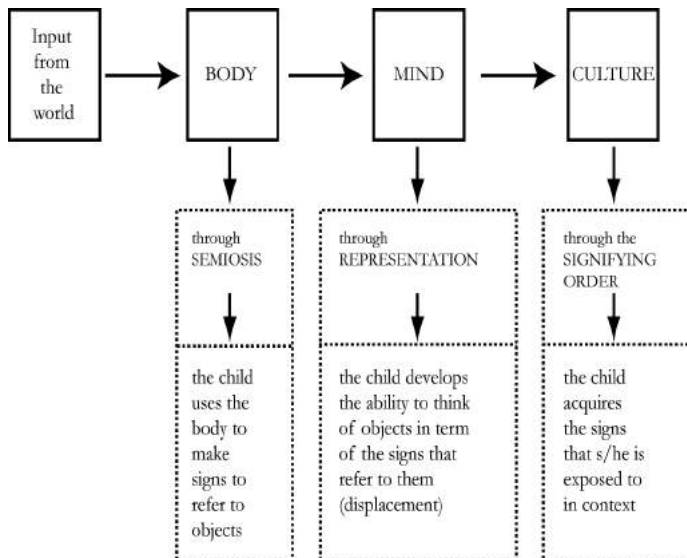 Input
from
the
world
BODY
MIND
CULTURE
through
SEMIOSIS
through
REPRESENTATION
through the
SIGNIFYING
ORDER
the child
uses the
body to
make
signs to
refer to
objects
the child develops
the ability to think
of objects in term
of the signs that
refer to them
(displacement)
the child
acquires
the signs
that s/he is
exposed to
in context